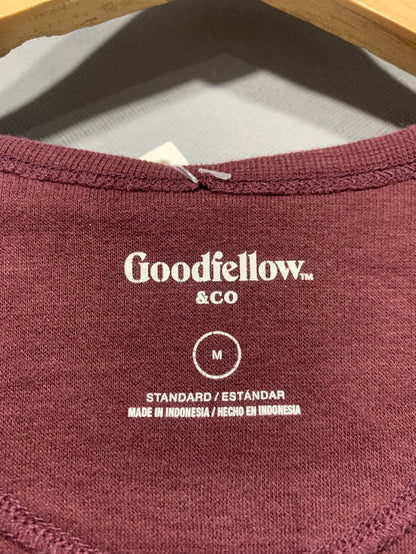 Goodfellow™
&CO
M
STANDARD / ESTÁNDAR
MADE IN INDONESIA / HECHO EN INDONESIA